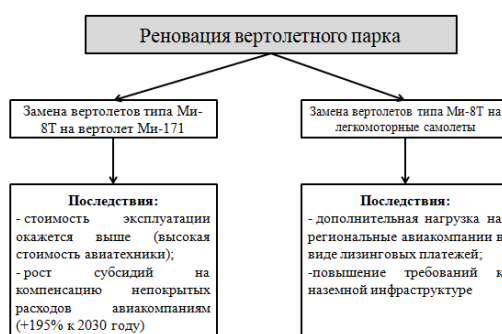 Реновация вертолетного парка
Замена вертолетов типа Ми-
8Т на вертолет Ми-171
Замена вертолетов типа Ми-8Т на
легкомоторные самолеты
Последствия:
- стоимость эксплуатации
окажется выше (высокая
стоимость авиатехники);
- рост субсидий на
компенсацию непокрытых
расходов авиакомпаниям
(+195% к 2030 году)
Последствия:
- дополнительная нагрузка на
региональные авиакомпании в
виде лизинговых платежей;
-повышение требований к
наземной инфраструктуре